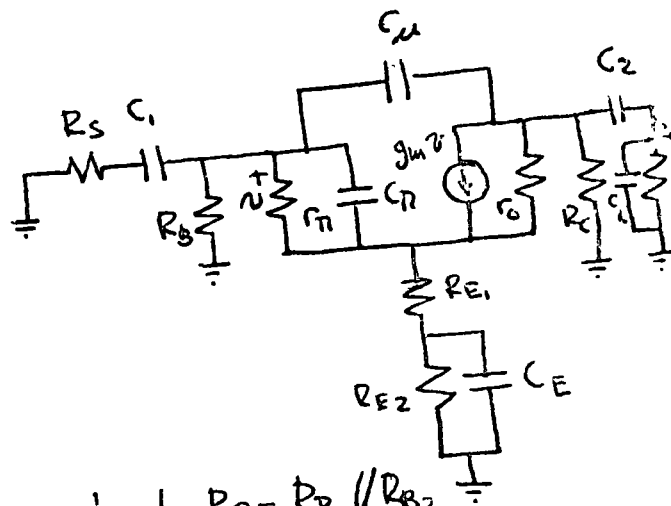 Cμ
Rs
C1
C2
gmv
+
v
RB
rπ
Cπ
ro
RC
RE1
RE2
CE
RB = RB1 // RB2